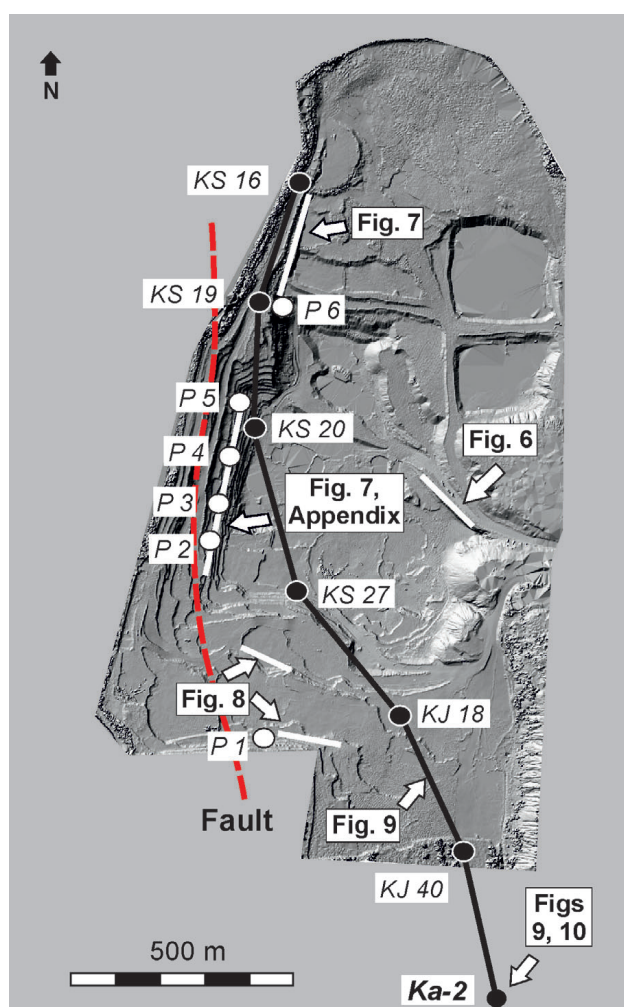 N
KS 16
Fig. 7
KS 19
P 6
P 5
KS 20
P 4
Fig. 6
P 3
Fig. 7,
Appendix
P 2
KS 27
Fig. 8
KJ 18
P 1
Fault
Fig. 9
KJ 40
Figs
9, 10
500 m
Ka-2